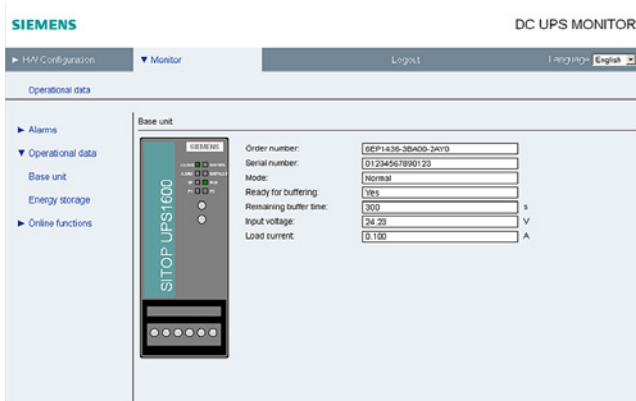 SIEMENS
DC UPS MONITOR
H/W Configuration
Monitor
Logout
Language English
Operational data
Alarms
Operational data
Base unit
Energy storage
Online functions
Base unit
SIEMENS
SITOP UPS1600
Order number: 6EP1436-3BA00-2AY0
Serial number: 01234567890123
Mode: Normal
Ready for buffering: Yes
Remaining buffer time: 300 s
Input voltage: 24.23 V
Load current: 0.100 A